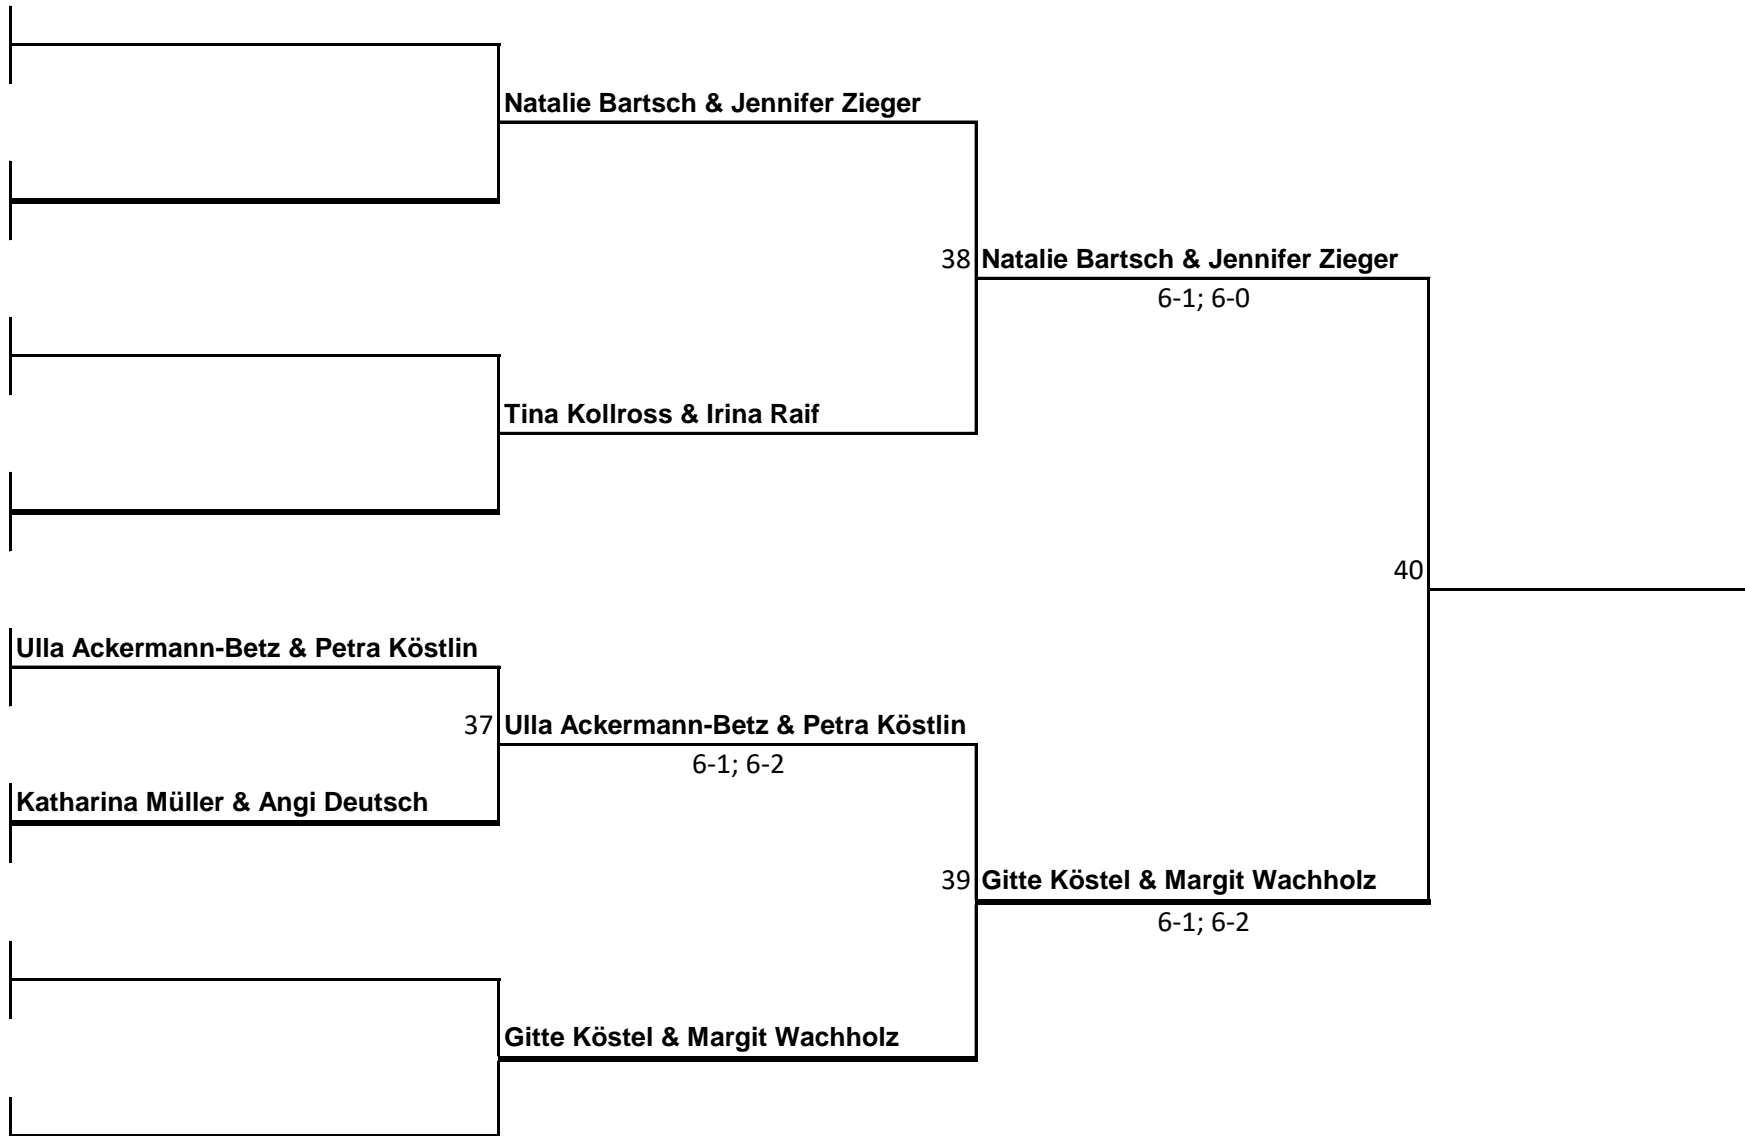 Natalie Bartsch & Jennifer Zieger
38 Natalie Bartsch & Jennifer Zieger
6-1; 6-0
Tina Kollross & Irina Raif
40
Ulla Ackermann-Betz & Petra Köstlin
37 Ulla Ackermann-Betz & Petra Köstlin
6-1; 6-2
Katharina Müller & Angi Deutsch
39 Gitte Köstel & Margit Wachholz
6-1; 6-2
Gitte Köstel & Margit Wachholz